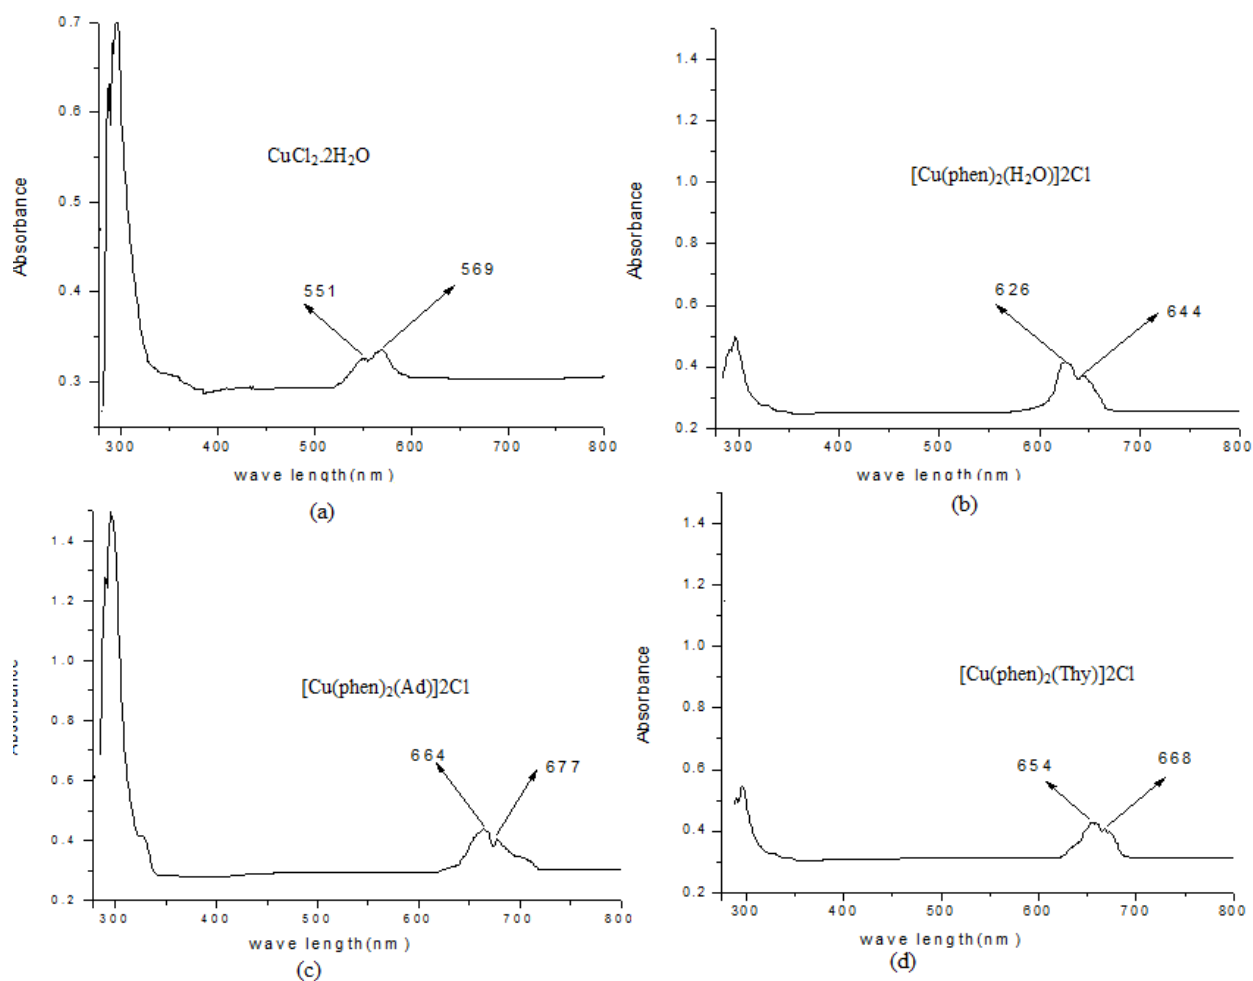 0.7
0.6
0.5
0.4
0.3
Absorbance
CuCl₂.2H₂O
551
569
300 400 500 600 700 800
wave length(nm)
(a)
1.4
1.2
1.0
0.8
0.6
0.4
0.2
Absorbance
[Cu(phen)₂(H₂O)]2Cl
626
644
300 400 500 600 700 800
wave length(nm)
(b)
1.4
1.2
1.0
0.8
0.6
0.4
0.2
Absorbance
[Cu(phen)₂(Ad)]2Cl
664
677
300 400 500 600 700 800
wave length(nm)
(c)
1.4
1.2
1.0
0.8
0.6
0.4
0.2
Absorbance
[Cu(phen)₂(Thy)]2Cl
654
668
300 400 500 600 700 800
wave length(nm)
(d)